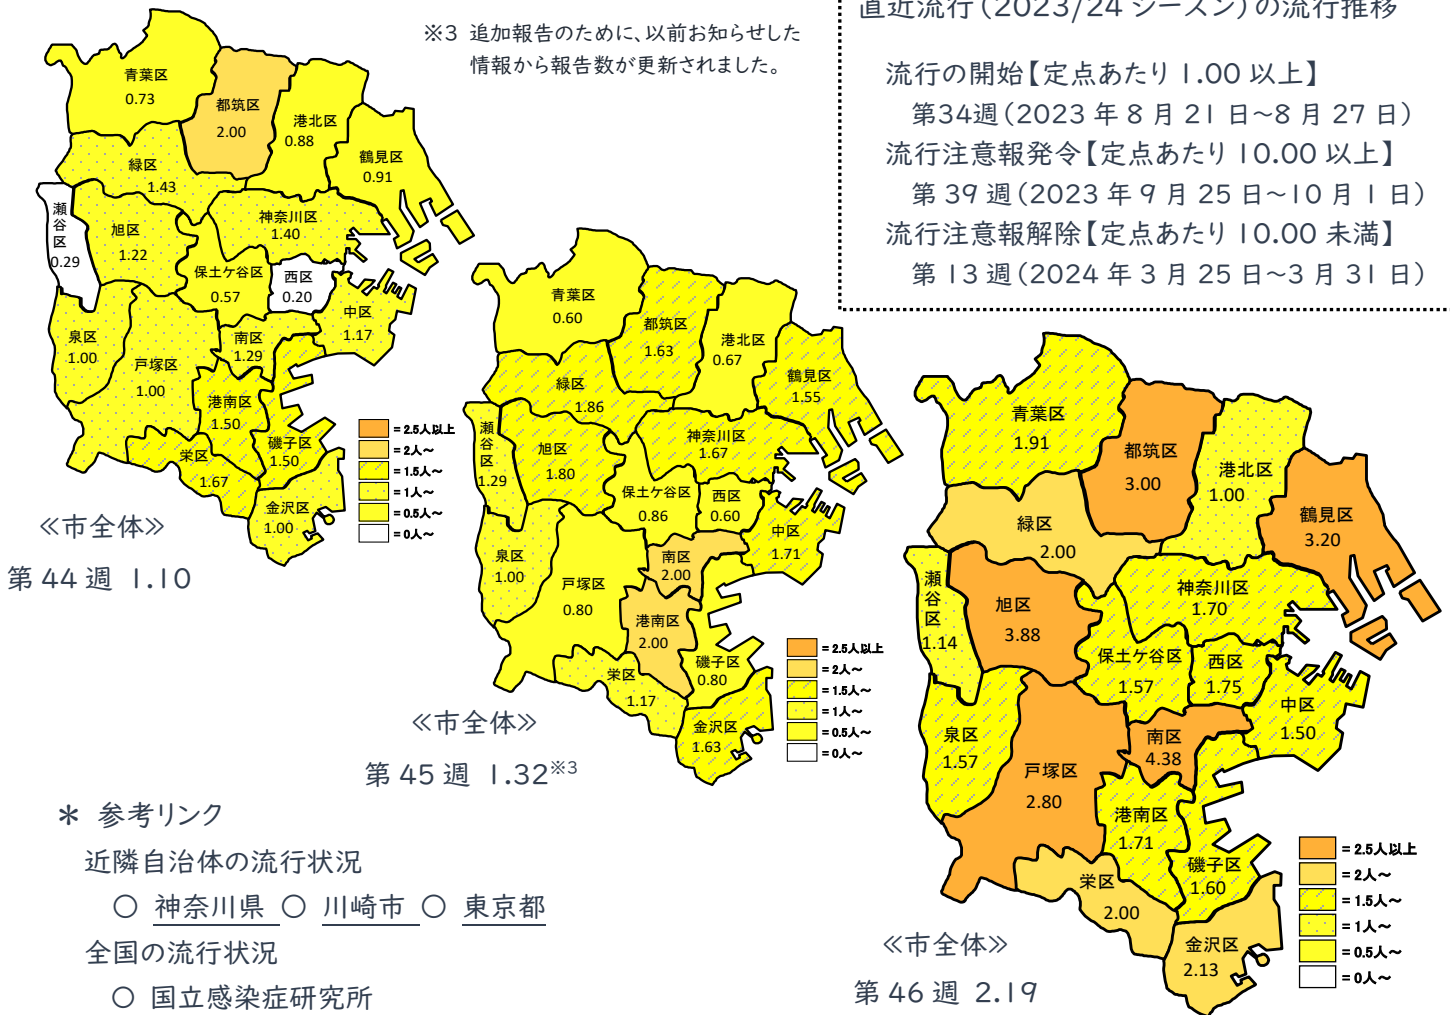 ※3 追加報告のために、以前お知らせした
情報から報告数が更新されました。
直近流行（2023/24 シーズン）の流行推移
流行の開始【定点あたり 1.00 以上】
第34週（2023 年 8 月 21 日～8 月 27 日）
流行注意報発令【定点あたり 10.00 以上】
第 39 週（2023 年 9 月 25 日～10 月 1 日）
流行注意報解除【定点あたり 10.00 未満】
第 13 週（2024 年 3 月 25 日～3 月 31 日）
青葉区
0.73
都筑区
2.00
港北区
0.88
鶴見区
0.91
緑区
1.43
瀬谷区
0.29
旭区
1.22
神奈川区
1.40
保土ケ谷区
0.57
西区
0.20
中区
1.17
泉区
1.00
戸塚区
1.00
南区
1.29
港南区
1.50
磯子区
1.50
栄区
1.67
金沢区
1.00
= 2.5人以上
= 2人～
= 1.5人～
= 1人～
= 0.5人～
= 0人～
≪市全体≫
第 44 週 1.10
青葉区
0.60
都筑区
1.63
港北区
0.67
鶴見区
1.55
緑区
1.86
瀬谷区
1.29
旭区
1.80
神奈川区
1.67
保土ケ谷区
0.86
西区
0.60
中区
1.71
泉区
1.00
戸塚区
0.80
南区
2.00
港南区
2.00
磯子区
0.80
栄区
1.17
金沢区
1.63
= 2.5人以上
= 2人～
= 1.5人～
= 1人～
= 0.5人～
= 0人～
≪市全体≫
第 45 週 1.32※3
青葉区
1.91
都筑区
3.00
港北区
1.00
鶴見区
3.20
緑区
2.00
瀬谷区
1.14
旭区
3.88
神奈川区
1.70
保土ケ谷区
1.57
西区
1.75
中区
1.50
泉区
1.57
戸塚区
2.80
南区
4.38
港南区
1.71
磯子区
1.60
栄区
2.00
金沢区
2.13
= 2.5人以上
= 2人～
= 1.5人～
= 1人～
= 0.5人～
= 0人～
≪市全体≫
第 46 週 2.19
＊ 参考リンク
近隣自治体の流行状況
○ 神奈川県 ○ 川崎市 ○ 東京都
全国の流行状況
○ 国立感染症研究所